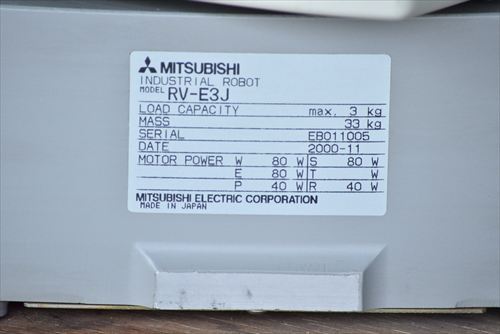 MITSUBISHI
INDUSTRIAL ROBOT
MODEL RV-E3J
LOAD CAPACITY max. 3 kg
MASS 33 kg
SERIAL EB011005
DATE 2000-11
MOTOR POWER W 80 W S 80 W
E 80 W T W
P 40 W R 40 W
MITSUBISHI ELECTRIC CORPORATION
MADE IN JAPAN